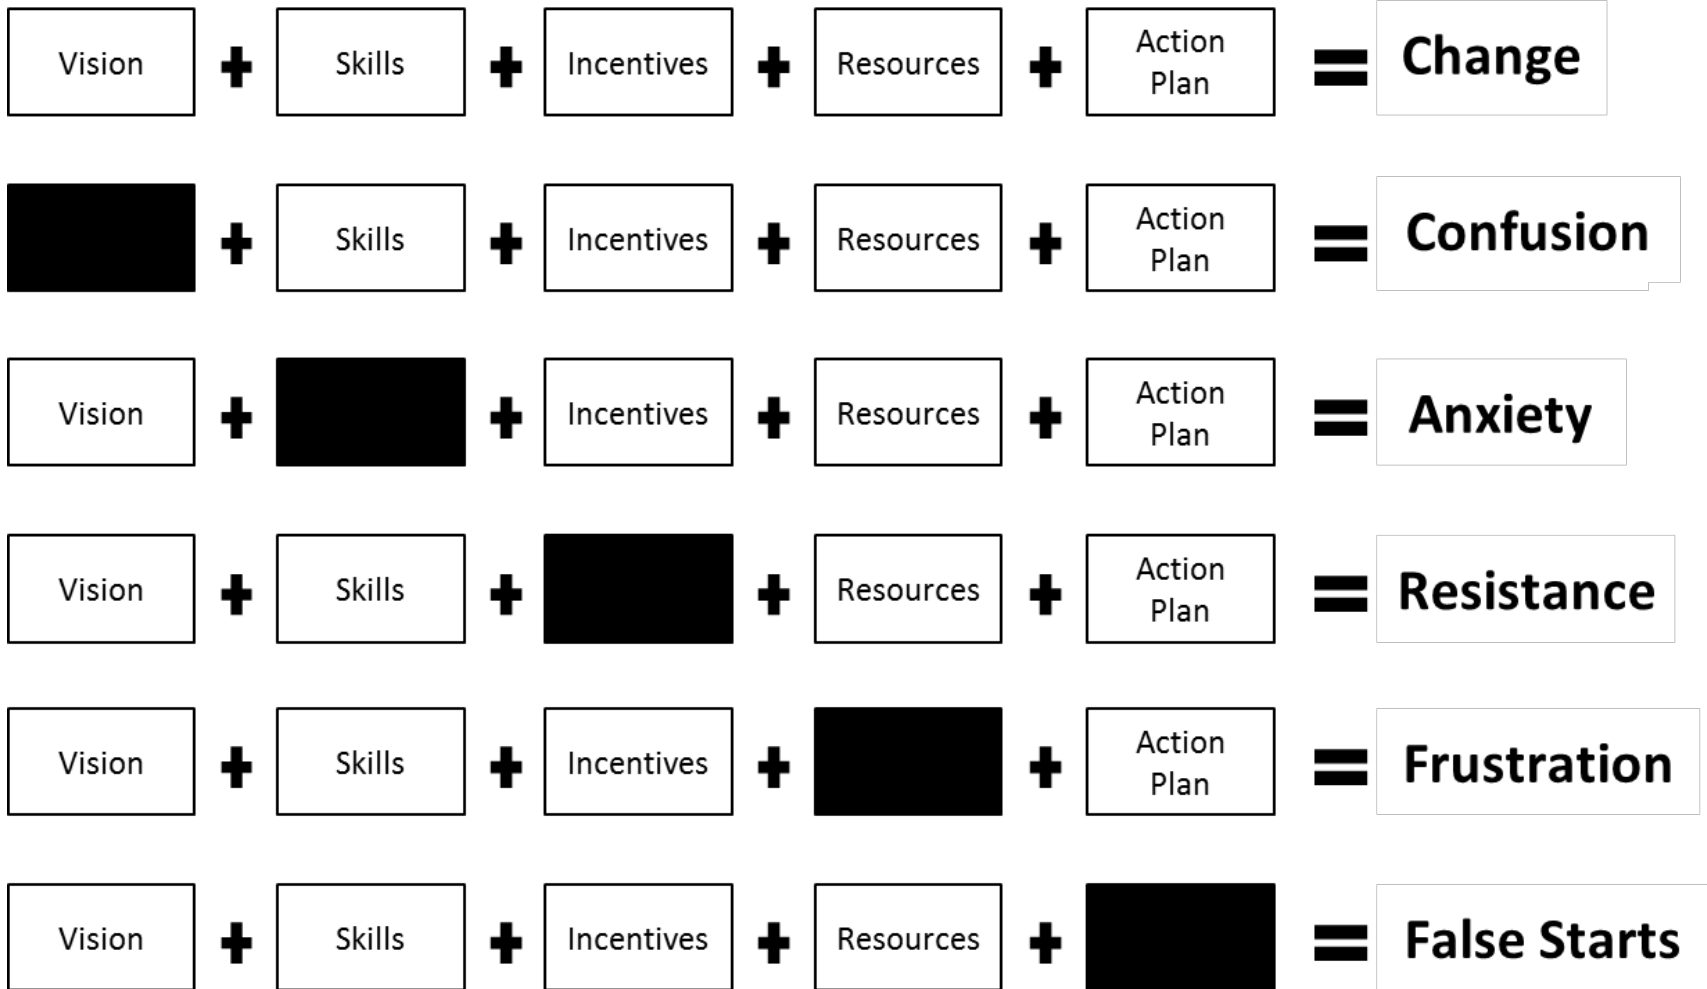 Vision + Skills + Incentives + Resources + Action Plan = Change
+ Skills + Incentives + Resources + Action Plan = Confusion
Vision + + Incentives + Resources + Action Plan = Anxiety
Vision + Skills + + Resources + Action Plan = Resistance
Vision + Skills + Incentives + + Action Plan = Frustration
Vision + Skills + Incentives + Resources + = False Starts